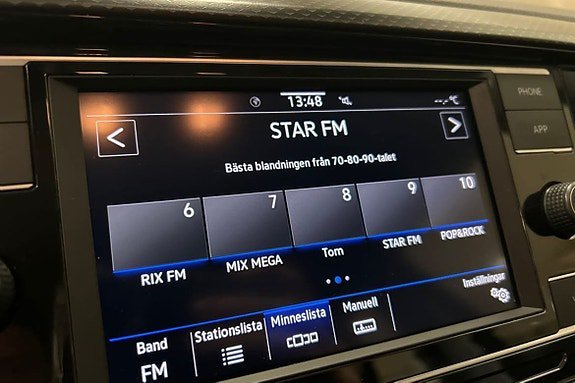 13:48
--,-°C
PHONE
APP
<
STAR FM
>
Bästa blandningen från 70-80-90-talet
6
7
8
9
10
RIX FM
MIX MEGA
Tom
STAR FM
POP&ROCK
Inställningar
Band
FM
Stationslista
Minneslista
Manuell